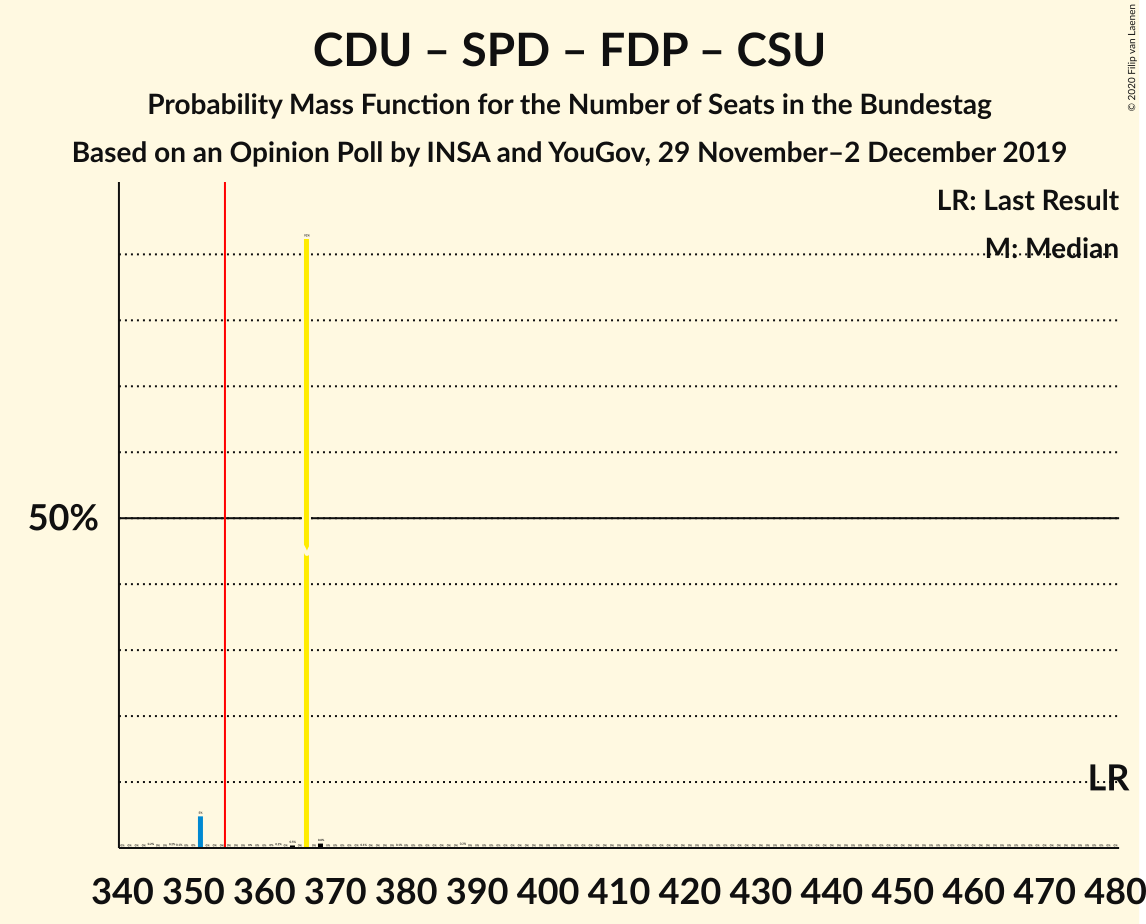 CDU – SPD – FDP – CSU
Probability Mass Function for the Number of Seats in the Bundestag
Based on an Opinion Poll by INSA and YouGov, 29 November–2 December 2019
© 2020 Filip van Laenen
LR: Last Result
M: Median
50%
LR
340 350 360 370 380 390 400 410 420 430 440 450 460 470 480